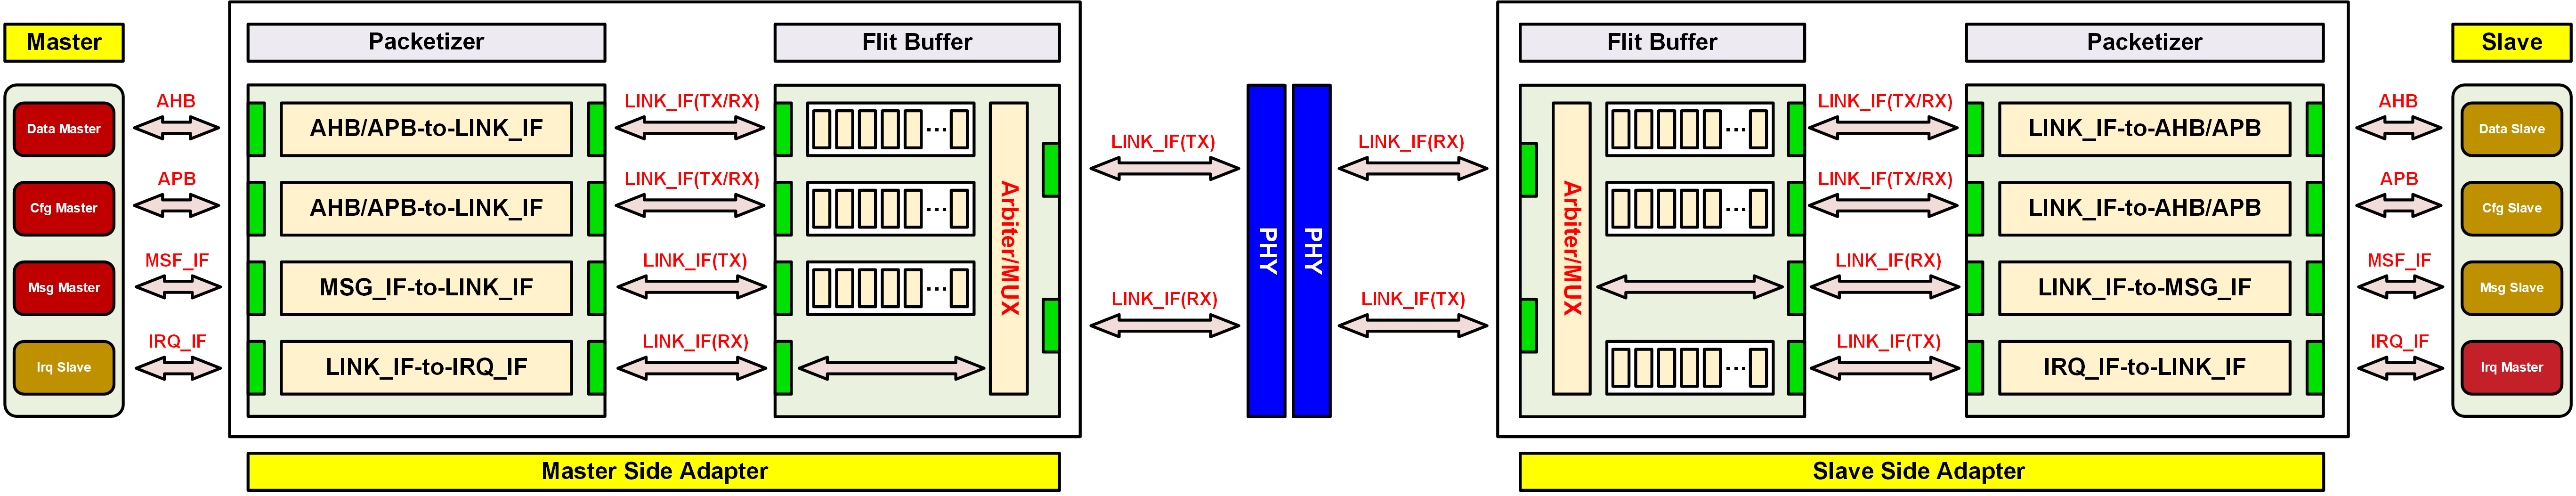 Master
Packetizer
Flit Buffer
Flit Buffer
Packetizer
Slave
Data Master
AHB
AHB/APB-to-LINK_IF
LINK_IF(TX/RX)
...
Cfg Master
APB
AHB/APB-to-LINK_IF
LINK_IF(TX/RX)
...
Msg Master
MSF_IF
MSG_IF-to-LINK_IF
LINK_IF(TX)
...
Irq Slave
IRQ_IF
LINK_IF-to-IRQ_IF
LINK_IF(RX)
Arbiter/MUX
LINK_IF(TX)
LINK_IF(RX)
PHY
PHY
LINK_IF(RX)
LINK_IF(TX)
Arbiter/MUX
...
LINK_IF(TX/RX)
LINK_IF-to-AHB/APB
AHB
Data Slave
...
LINK_IF(TX/RX)
LINK_IF-to-AHB/APB
APB
Cfg Slave
LINK_IF(RX)
LINK_IF-to-MSG_IF
MSF_IF
Msg Slave
...
LINK_IF(TX)
IRQ_IF-to-LINK_IF
IRQ_IF
Irq Master
Master Side Adapter
Slave Side Adapter